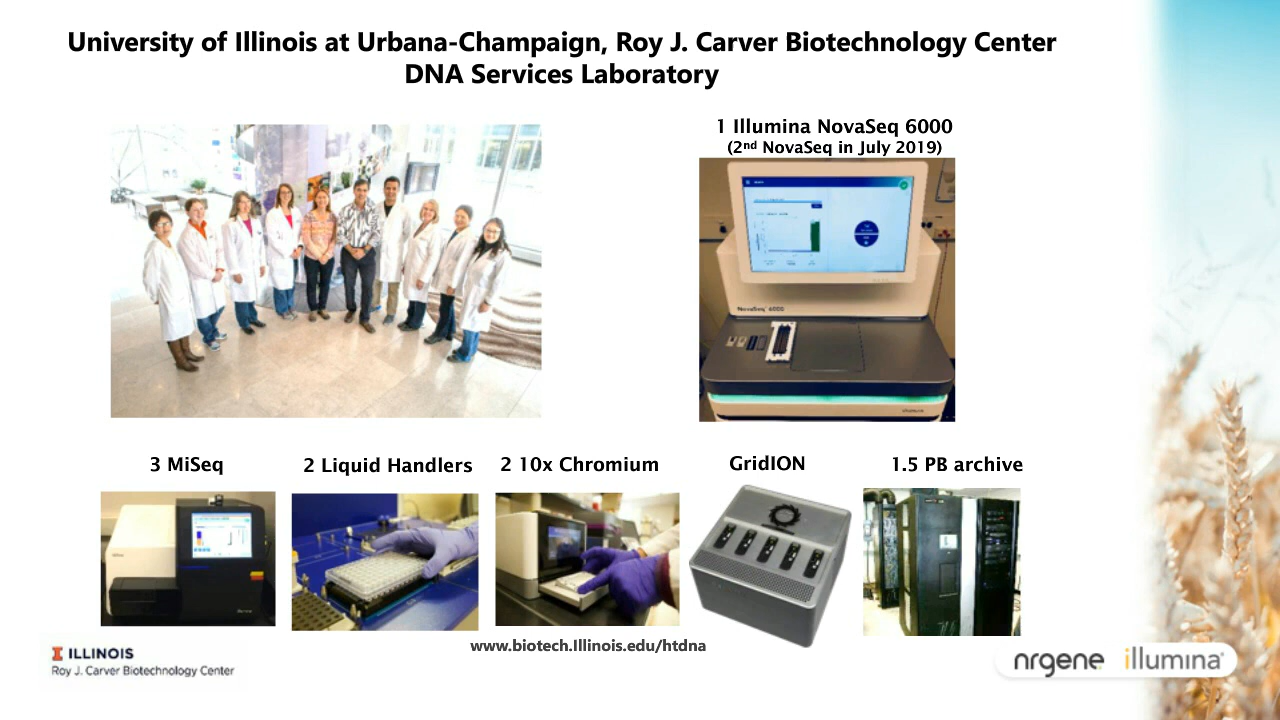 University of Illinois at Urbana-Champaign, Roy J. Carver Biotechnology Center
DNA Services Laboratory
1 Illumina NovaSeq 6000
(2nd NovaSeq in July 2019)
NovaSeq 6000
3 MiSeq
2 Liquid Handlers
2 10x Chromium
GridION
1.5 PB archive
www.biotech.Illinois.edu/htdna
I ILLINOIS
Roy J. Carver Biotechnology Center
nrgene illumina®